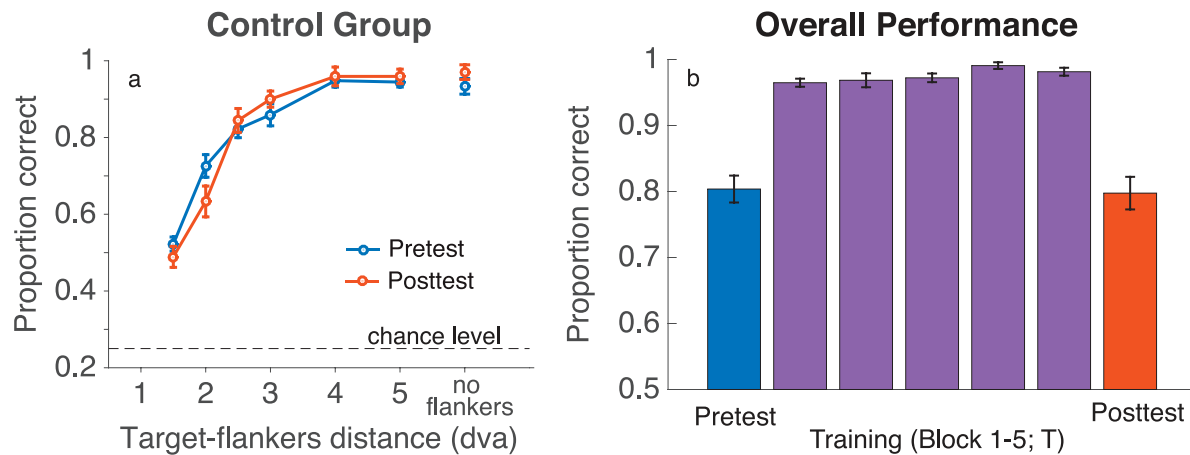 Control Group
a
Proportion correct
1
0.8
0.6
0.4
0.2
Pretest
Posttest
chance level
1 2 3 4 5 no flankers
Target-flankers distance (dva)
Overall Performance
b
Proportion correct
1
0.9
0.8
0.7
0.6
0.5
Pretest
Posttest
Training (Block 1-5; T)